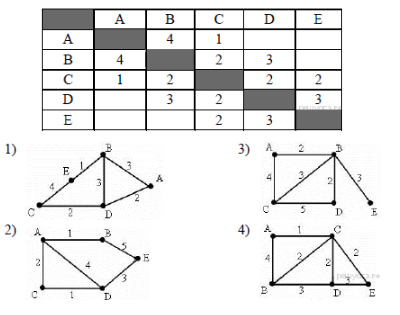 A B C D E
A 4 1
B 4 2 3
C 1 2 2 2
D 3 2 3
E 2 3
1) B 1 3 E A 4 3 2 C 2 D
3) A 2 B 4 3 2 3 C 5 D E
2) A 1 B 5 2 4 E 3 C 1 D
4) A 1 C 4 2 2 2 B 3 D 3 E